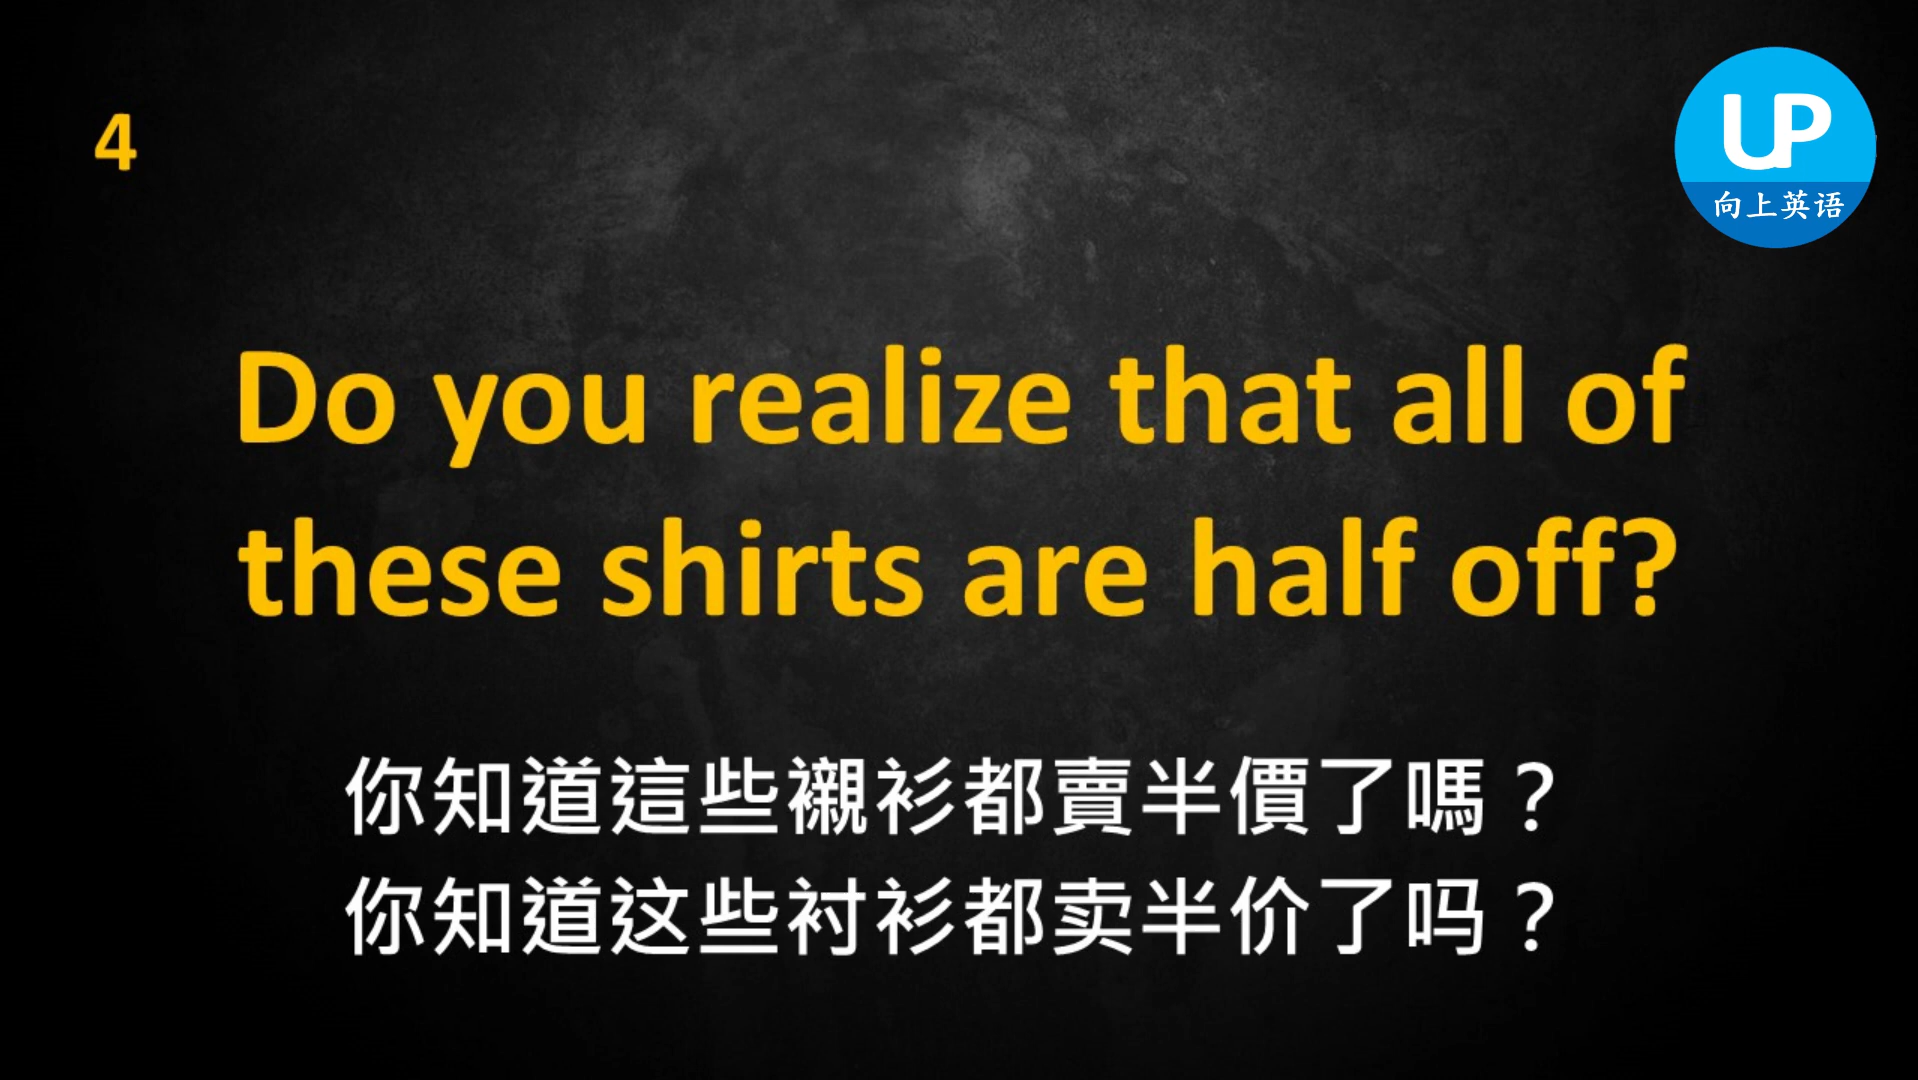 4
UP
向上英语
Do you realize that all of
these shirts are half off?
你知道這些襯衫都賣半價了嗎？
你知道这些衬衫都卖半价了吗？